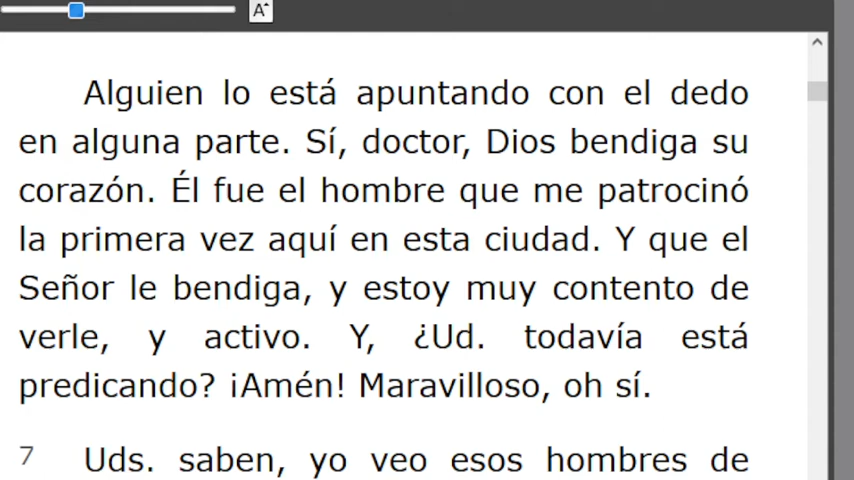 A
Alguien lo está apuntando con el dedo
en alguna parte. Sí, doctor, Dios bendiga su
corazón. Él fue el hombre que me patrocinó
la primera vez aquí en esta ciudad. Y que el
Señor le bendiga, y estoy muy contento de
verle, y activo. Y, ¿Ud. todavía está
predicando? ¡Amén! Maravilloso, oh sí.
7 Uds. saben, yo veo esos hombres de